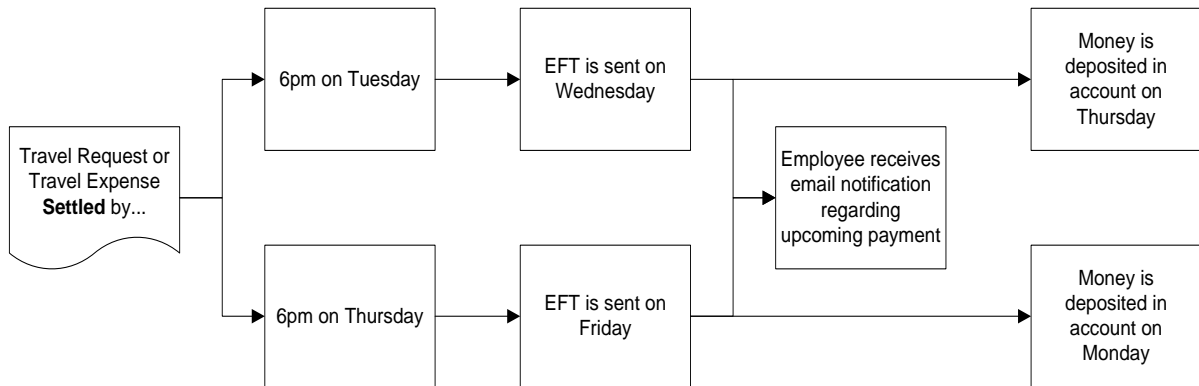 Travel Request or
Travel Expense
Settled by...
6pm on Tuesday
EFT is sent on
Wednesday
Money is
deposited in
account on
Thursday
Employee receives
email notification
regarding
upcoming payment
6pm on Thursday
EFT is sent on
Friday
Money is
deposited in
account on
Monday